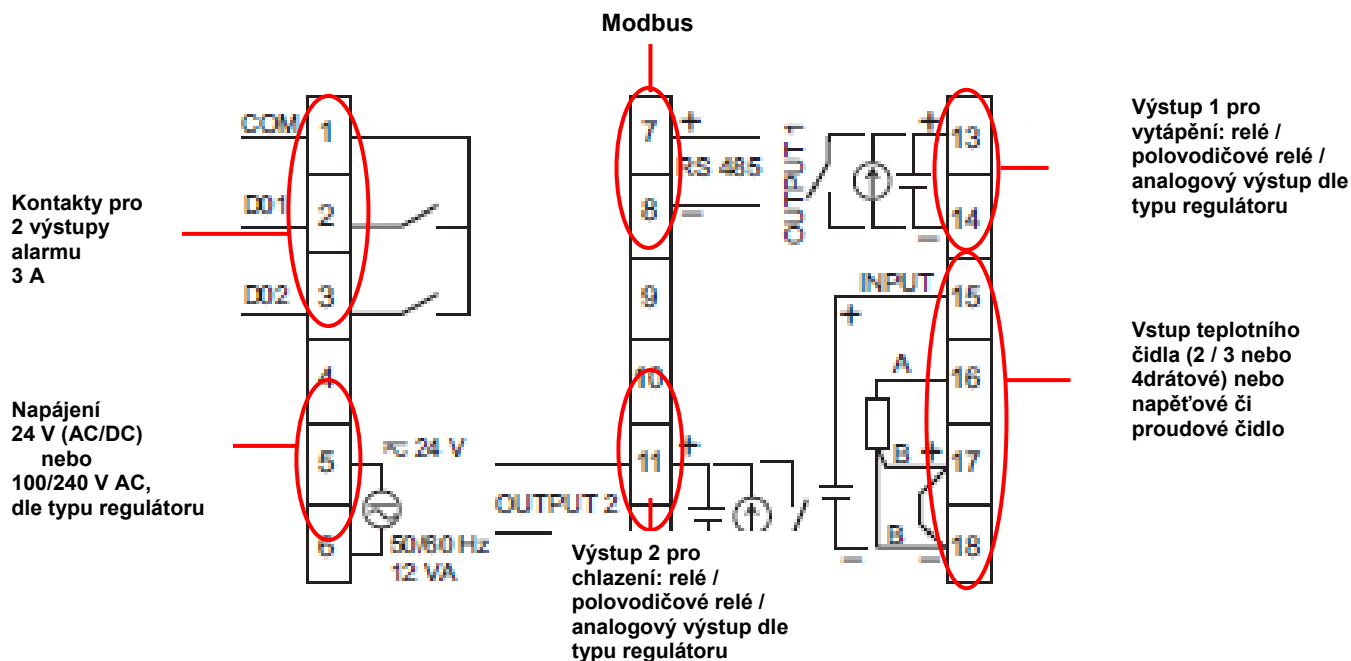 Modbus
Kontakty pro
2 výstupy
alarmu
3 A
Napájení
24 V (AC/DC)
nebo
100/240 V AC,
dle typu regulátoru
COM
1
D01
2
D02
3
4
5
24 V
6
50/60 Hz
12 VA
7
+
RS 485
8
–
9
10
11
+
OUTPUT 2
Výstup 2 pro
chlazení: relé /
polovodičové relé /
analogový výstup dle
typu regulátoru
OUTPUT 1
+
13
14
–
INPUT
15
+
A
16
B
+
17
B
–
–
18
Výstup 1 pro
vytápění: relé /
polovodičové relé /
analogový výstup dle
typu regulátoru
Vstup teplotního
čidla (2 / 3 nebo
4drátové) nebo
napěťové či
proudové čidlo